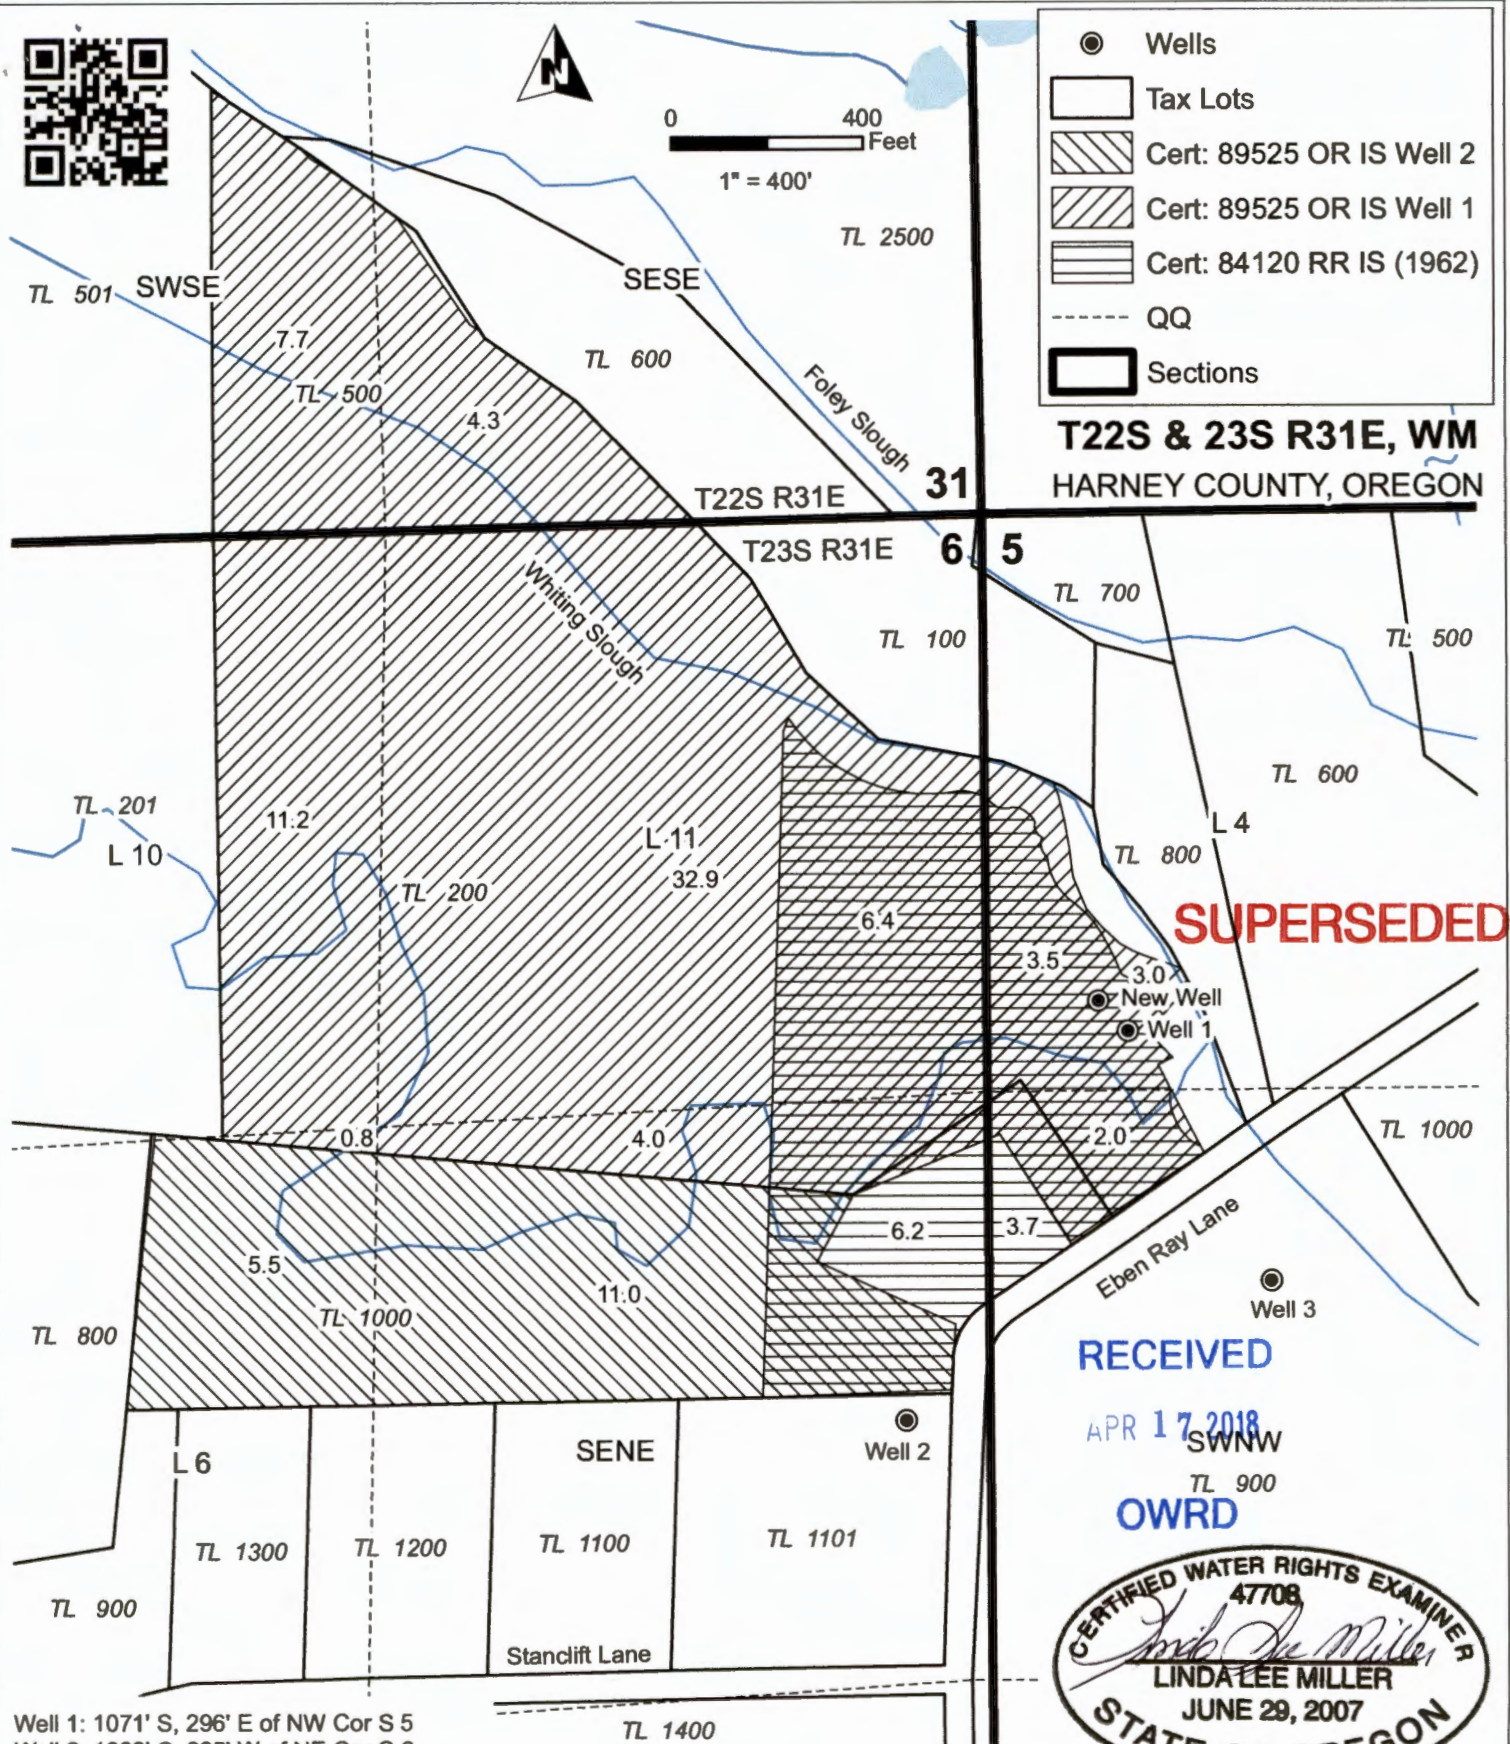 N
0 400
Feet
1" = 400'
Wells
Tax Lots
Cert: 89525 OR IS Well 2
Cert: 89525 OR IS Well 1
Cert: 84120 RR IS (1962)
QQ
Sections
T22S & 23S R31E, WM
HARNEY COUNTY, OREGON
TL 2500
TL 501
SWSE
SESE
7.7
TL 500
4.3
TL 600
Foley Slough
31
T22S R31E
T23S R31E
6
5
Whiting Slough
TL 700
TL 100
TL 500
TL 600
TL 201
L 10
11.2
L 11
32.9
TL 200
L 4
TL 800
SUPERSEDED
6.4
3.5
3.0
New Well
Well 1
0.8
4.0
2.0
TL 1000
6.2
3.7
Eben Ray Lane
5.5
11.0
TL 1000
TL 800
Well 3
RECEIVED
APR 17 2018
SWNW
TL 900
OWRD
L 6
SENE
Well 2
TL 1300
TL 1200
TL 1100
TL 1101
TL 900
Stanclift Lane
TL 1400
CERTIFIED WATER RIGHTS EXAMINER
47708
Linda Lee Miller
LINDA LEE MILLER
JUNE 29, 2007
STATE OF OREGON
Well 1: 1071' S, 296' E of NW Cor S 5